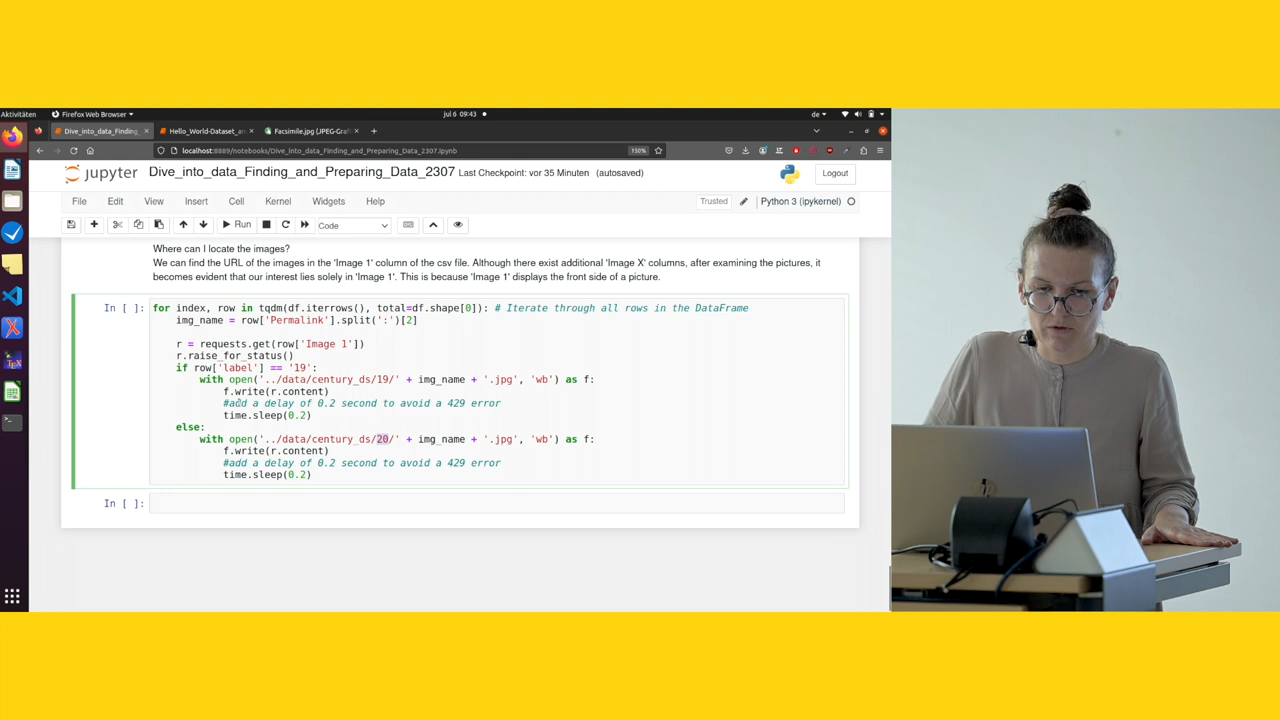 Aktivitäten
Firefox Web Browser
Jul 6 09:43
de
Dive_into_data_Finding
Hello_World-Dataset_an
Facsimile.jpg (JPEG-Graf
localhost:8889/notebooks/Dive_into_data_Finding_and_Preparing_Data_2307.ipynb
150%
jupyter
Dive_into_data_Finding_and_Preparing_Data_2307
Last Checkpoint: vor 35 Minuten (autosaved)
Logout
File Edit View Insert Cell Kernel Widgets Help
Trusted
Python 3 (ipykernel)
Run
Code
Where can I locate the images?
We can find the URL of the images in the 'Image 1' column of the csv file. Although there exist additional 'Image X' columns, after examining the pictures, it
becomes evident that our interest lies solely in 'Image 1'. This is because 'Image 1' displays the front side of a picture.
In [ ]:
for index, row in tqdm(df.iterrows(), total=df.shape[0]): # Iterate through all rows in the DataFrame
img_name = row['Permalink'].split(':')[2]
r = requests.get(row['Image 1'])
r.raise_for_status()
if row['label'] == '19':
with open('../data/century_ds/19/' + img_name + '.jpg', 'wb') as f:
f.write(r.content)
#add a delay of 0.2 second to avoid a 429 error
time.sleep(0.2)
else:
with open('../data/century_ds/20/' + img_name + '.jpg', 'wb') as f:
f.write(r.content)
#add a delay of 0.2 second to avoid a 429 error
time.sleep(0.2)
In [ ]: